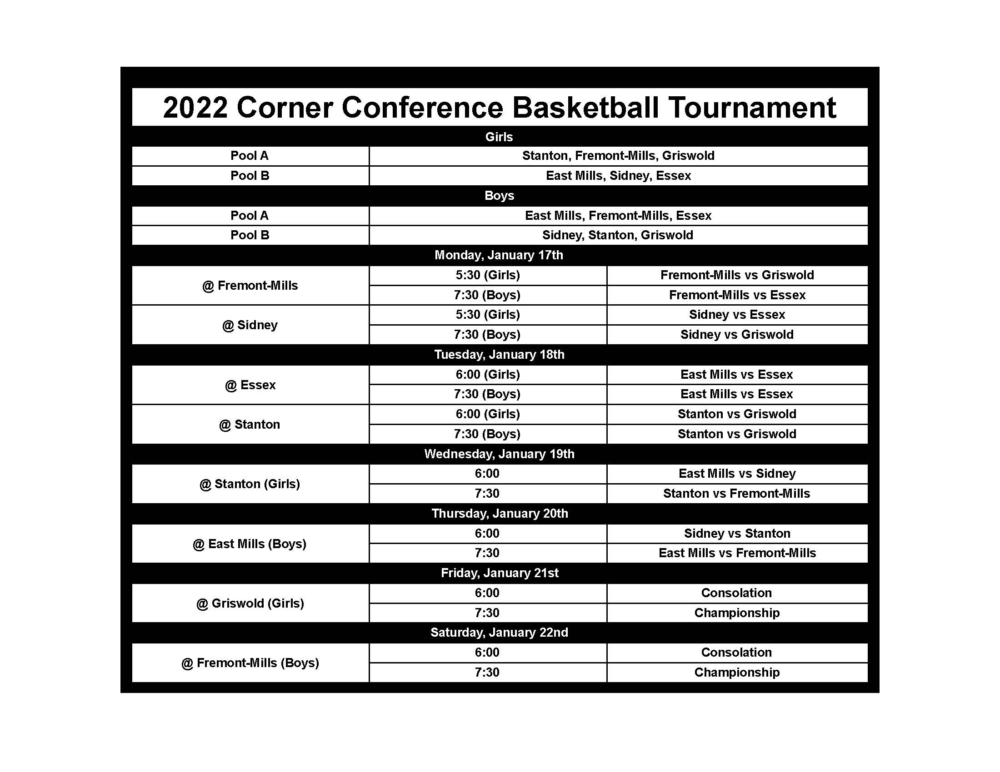 2022 Corner Conference Basketball Tournament
Girls
Pool A Stanton, Fremont-Mills, Griswold
Pool B East Mills, Sidney, Essex
Boys
Pool A East Mills, Fremont-Mills, Essex
Pool B Sidney, Stanton, Griswold
Monday, January 17th
@ Fremont-Mills
5:30 (Girls) Fremont-Mills vs Griswold
7:30 (Boys) Fremont-Mills vs Essex
@ Sidney
5:30 (Girls) Sidney vs Essex
7:30 (Boys) Sidney vs Griswold
Tuesday, January 18th
@ Essex
6:00 (Girls) East Mills vs Essex
7:30 (Boys) East Mills vs Essex
@ Stanton
6:00 (Girls) Stanton vs Griswold
7:30 (Boys) Stanton vs Griswold
Wednesday, January 19th
@ Stanton (Girls)
6:00 East Mills vs Sidney
7:30 Stanton vs Fremont-Mills
Thursday, January 20th
@ East Mills (Boys)
6:00 Sidney vs Stanton
7:30 East Mills vs Fremont-Mills
Friday, January 21st
@ Griswold (Girls)
6:00 Consolation
7:30 Championship
Saturday, January 22nd
@ Fremont-Mills (Boys)
6:00 Consolation
7:30 Championship